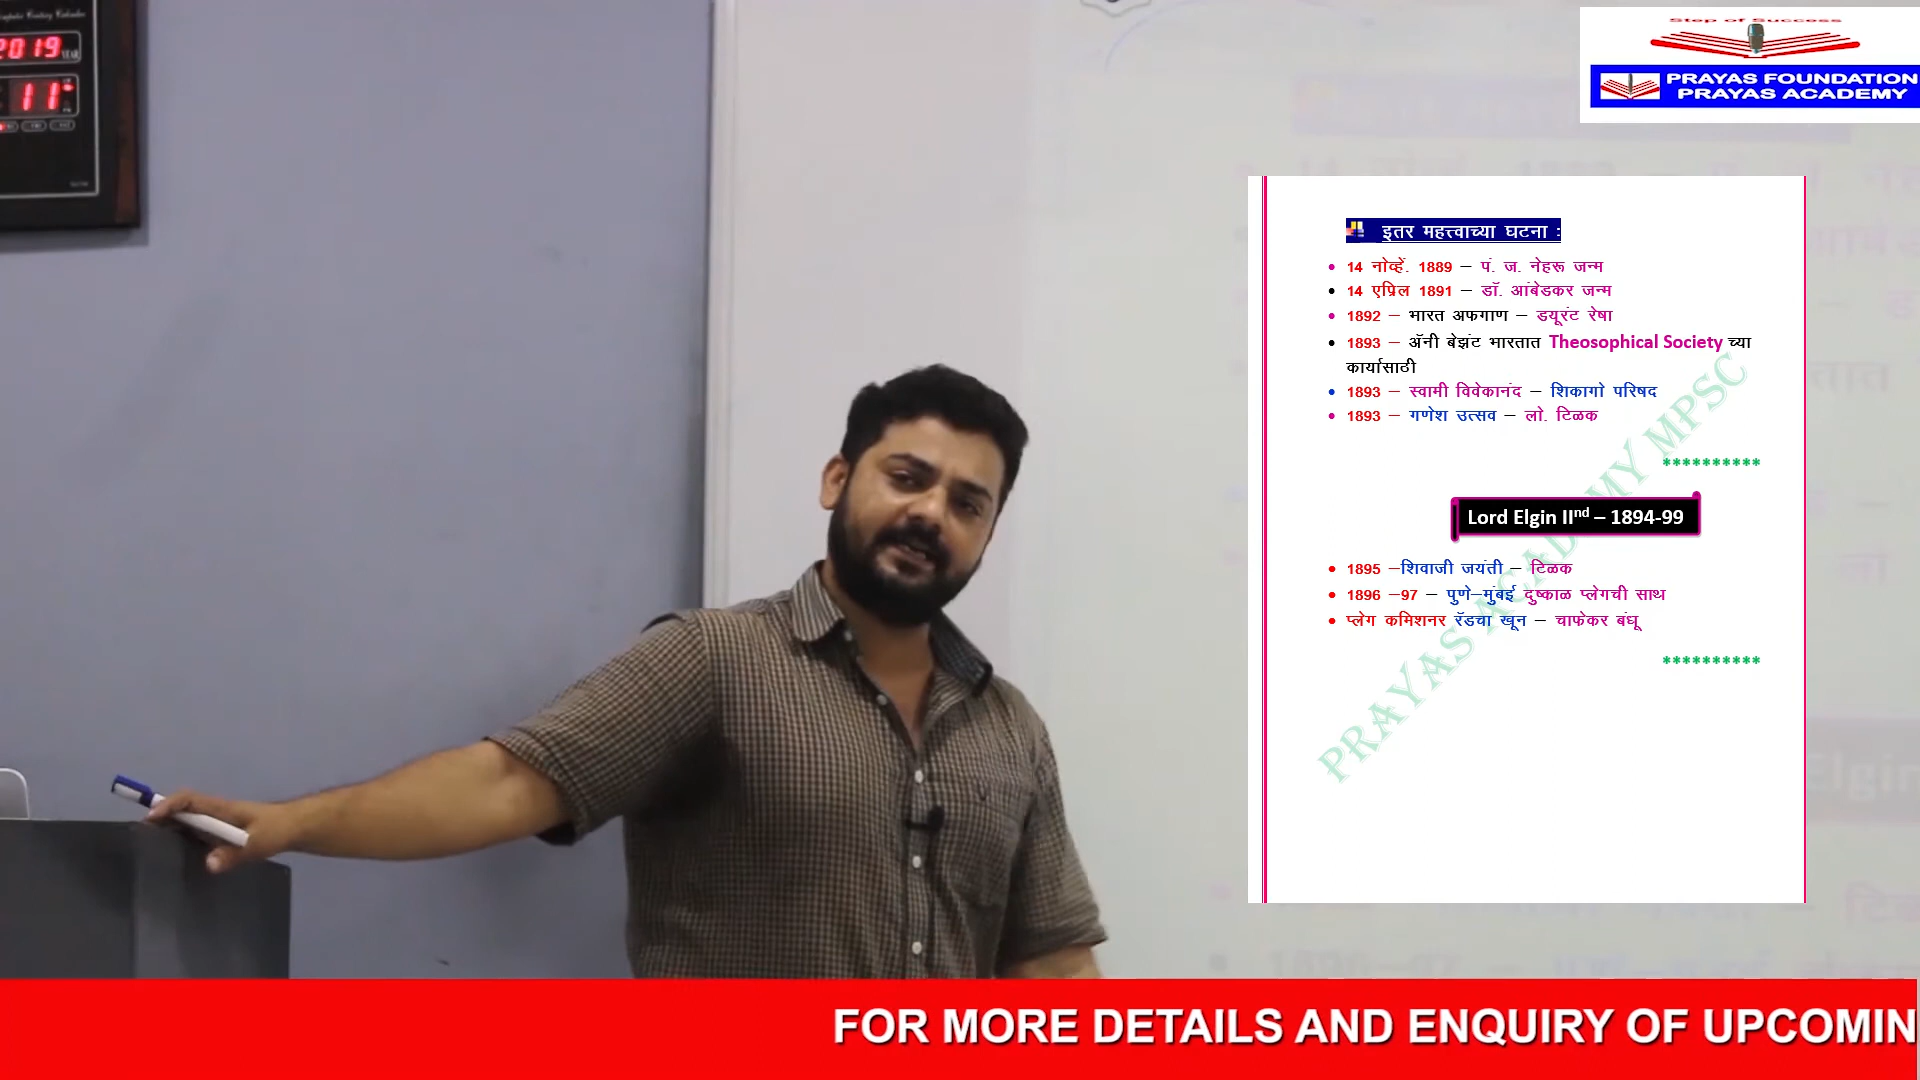 2019
11
Step of Success
PRAYAS FOUNDATION
PRAYAS ACADEMY
इतर महत्त्वाच्या घटना :
• 14 नोव्हें. 1889 – पं. ज. नेहरू जन्म
• 14 एप्रिल 1891 – डॉ. आंबेडकर जन्म
• 1892 – भारत अफगाण – डयूरंट रेषा
• 1893 – ॲनी बेझंट भारतात Theosophical Society च्या
कार्यासाठी
• 1893 – स्वामी विवेकानंद – शिकागो परिषद
• 1893 – गणेश उत्सव – लो. टिळक
**********
Lord Elgin IInd – 1894-99
• 1895 –शिवाजी जयंती – टिळक
• 1896 –97 – पुणे–मुंबई दुष्काळ प्लेगची साथ
• प्लेग कमिशनर रॅडचा खून – चाफेकर बंधू
**********
PRAYAS ACADEMY MPSC
FOR MORE DETAILS AND ENQUIRY OF UPCOMIN